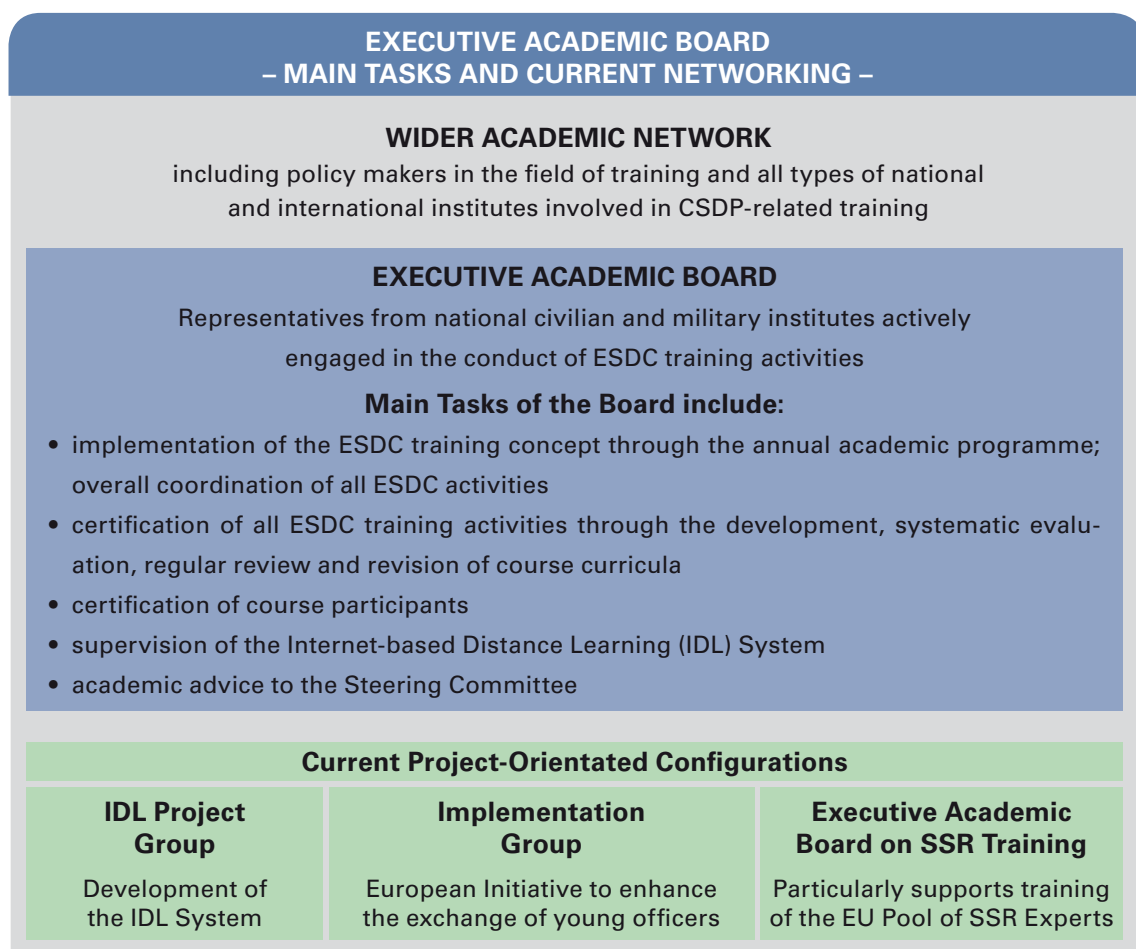 EXECUTIVE ACADEMIC BOARD
– MAIN TASKS AND CURRENT NETWORKING –
WIDER ACADEMIC NETWORK
including policy makers in the field of training and all types of national
and international institutes involved in CSDP-related training
EXECUTIVE ACADEMIC BOARD
Representatives from national civilian and military institutes actively
engaged in the conduct of ESDC training activities
Main Tasks of the Board include:
• implementation of the ESDC training concept through the annual academic programme;
overall coordination of all ESDC activities
• certification of all ESDC training activities through the development, systematic evalu-
ation, regular review and revision of course curricula
• certification of course participants
• supervision of the Internet-based Distance Learning (IDL) System
• academic advice to the Steering Committee
Current Project-Orientated Configurations
IDL Project
Group
Development of
the IDL System
Implementation
Group
European Initiative to enhance
the exchange of young officers
Executive Academic
Board on SSR Training
Particularly supports training
of the EU Pool of SSR Experts